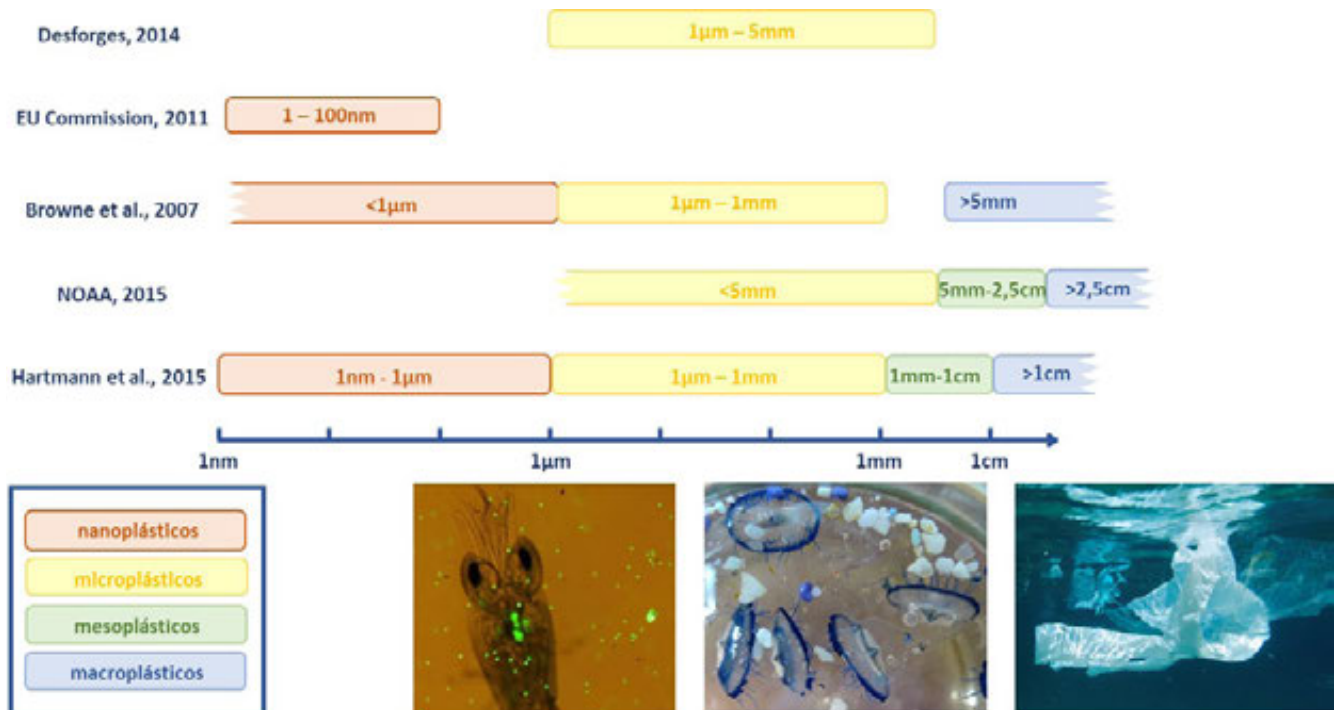 Desforges, 2014 1µm – 5mm
EU Commission, 2011 1 – 100nm
Browne et al., 2007 <1µm 1µm – 1mm >5mm
NOAA, 2015 <5mm 5mm-2,5cm >2,5cm
Hartmann et al., 2015 1nm - 1µm 1µm – 1mm 1mm-1cm >1cm
1nm 1µm 1mm 1cm
nanoplásticos
microplásticos
mesoplásticos
macroplásticos